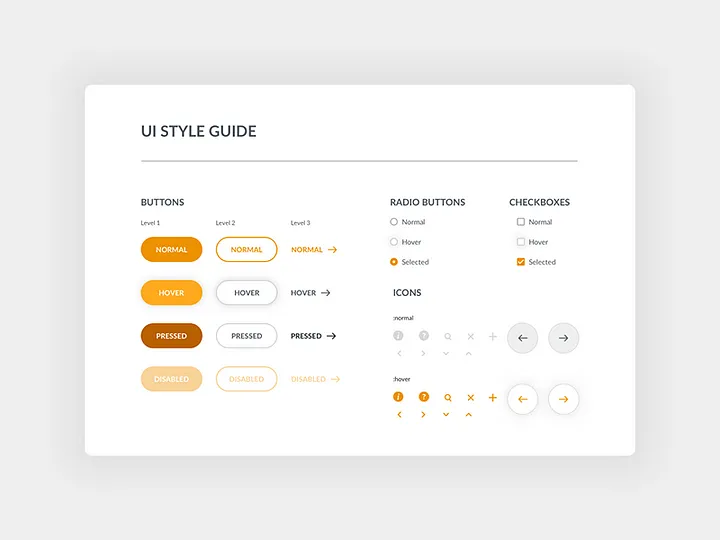 UI STYLE GUIDE
BUTTONS
Level 1 Level 2 Level 3
NORMAL NORMAL NORMAL
HOVER HOVER HOVER
PRESSED PRESSED PRESSED
DISABLED DISABLED DISABLED
RADIO BUTTONS
Normal
Hover
Selected
CHECKBOXES
Normal
Hover
Selected
ICONS
:normal
:hover